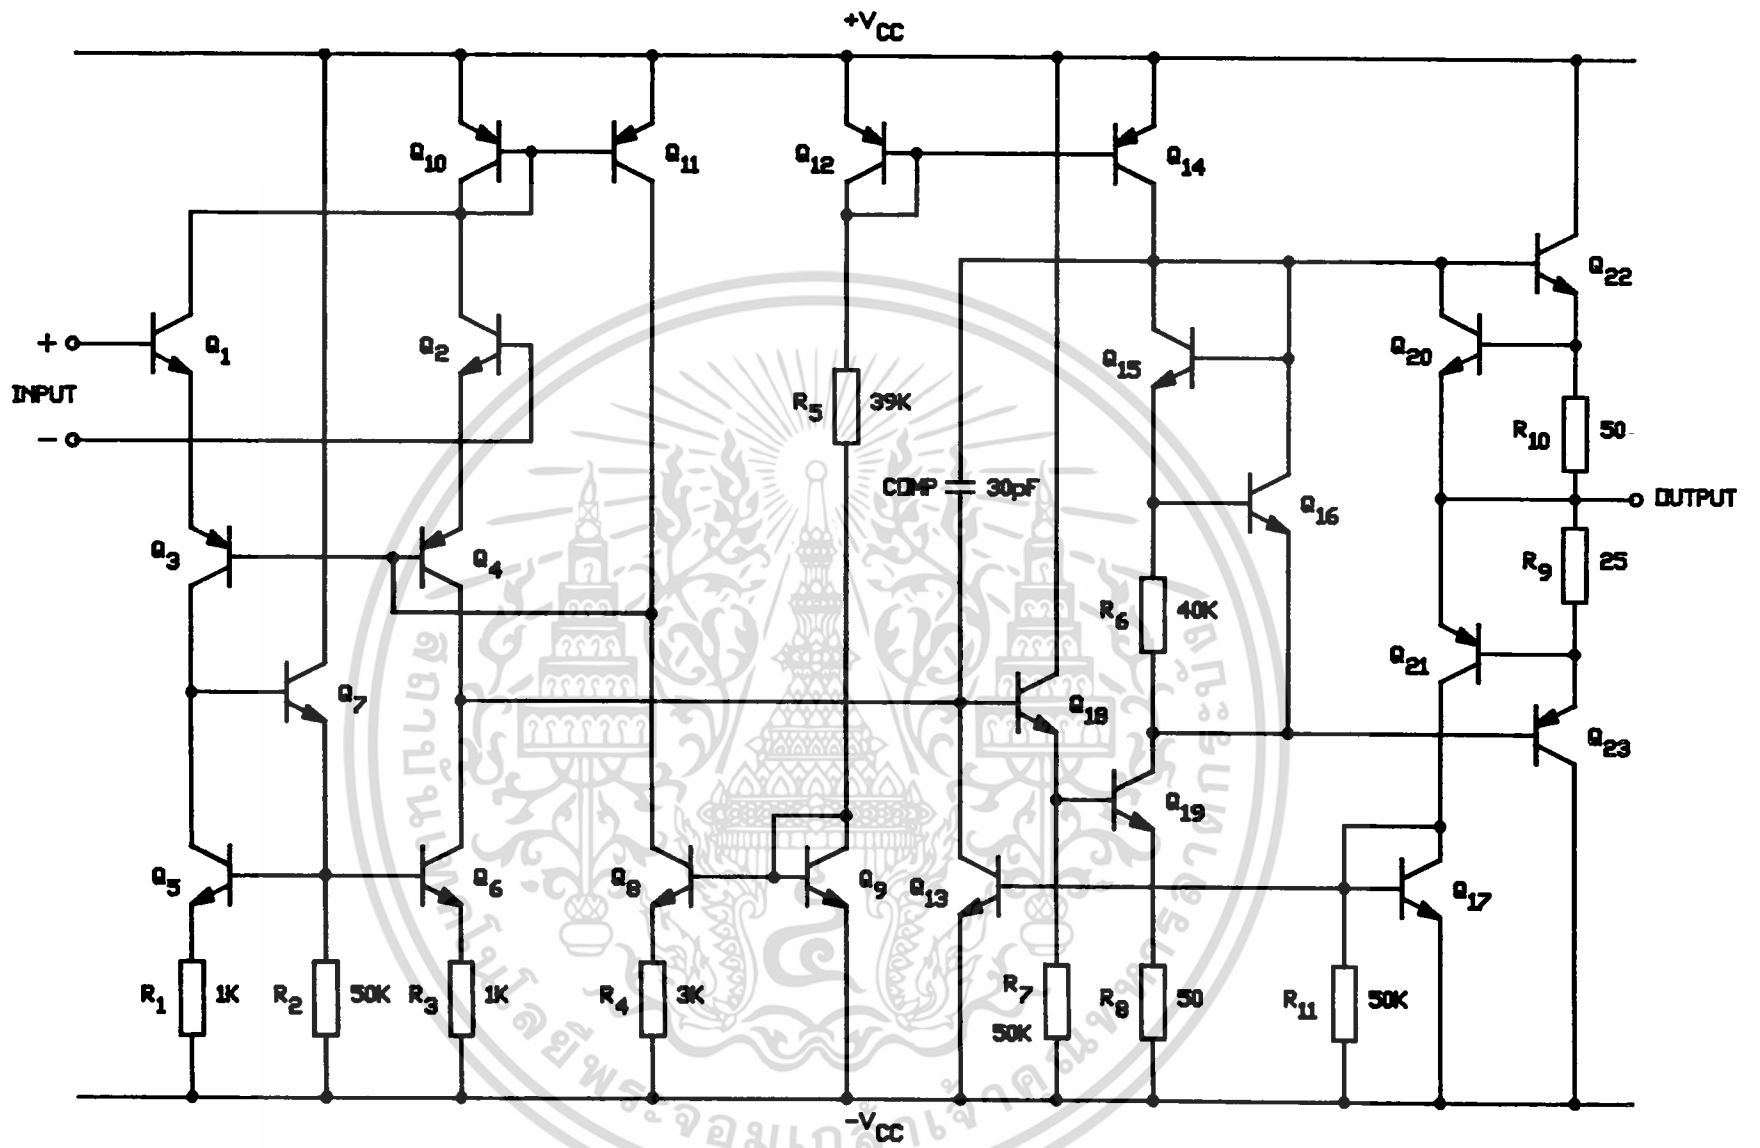 +VCC
Q10
Q11
Q12
Q14
Q22
+
Q1
Q2
Q15
Q20
INPUT
R5 39K
R10 50
−
COMP 30pF
Q16
OUTPUT
Q3
Q4
R6 40K
R9 25
Q21
Q7
Q18
Q23
Q19
Q5
Q6
Q8
Q9
Q13
Q17
R1 1K
R2 50K
R3 1K
R4 3K
R7 50K
R8 50
R11 50K
−VCC